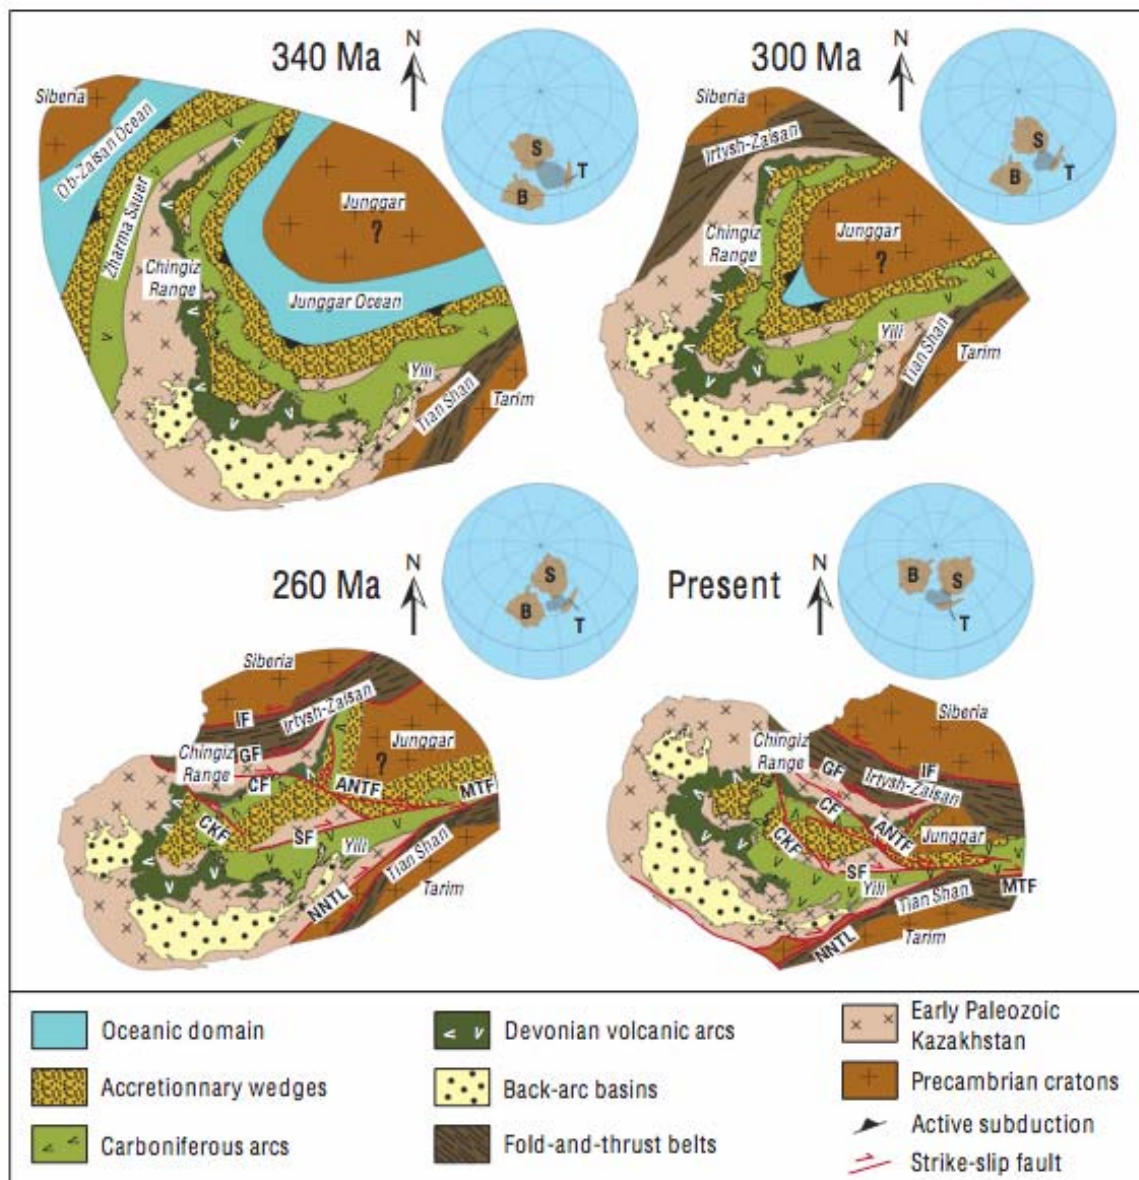 340 Ma
N
Siberia
Ob-Zaisan Ocean
Zharma Sauer
Chingiz
Range
Junggar
?
Junggar Ocean
Yili
Tian Shan
Tarim
S
T
B
300 Ma
N
Siberia
Irtysh-Zaisan
Chingiz
Range
Junggar
?
Yili
Tian Shan
Tarim
S
T
B
260 Ma
N
Siberia
IF
Irtysh-Zaisan
GF
Chingiz
Range
CF
Junggar
?
ANTF
MTF
CKF
SF
Yili
Tian Shan
NNTL
Tarim
S
B
T
Present
N
Siberia
Chingiz
Range
GF
IF
Irtysh-Zaisan
CF
ANTF
Junggar
CKF
SF
Yili
MTF
Tian Shan
NNTL
Tarim
B
S
T
Oceanic domain
Accretionnary wedges
Carboniferous arcs
Devonian volcanic arcs
Back-arc basins
Fold-and-thrust belts
Early Paleozoic
Kazakhstan
Precambrian cratons
Active subduction
Strike-slip fault